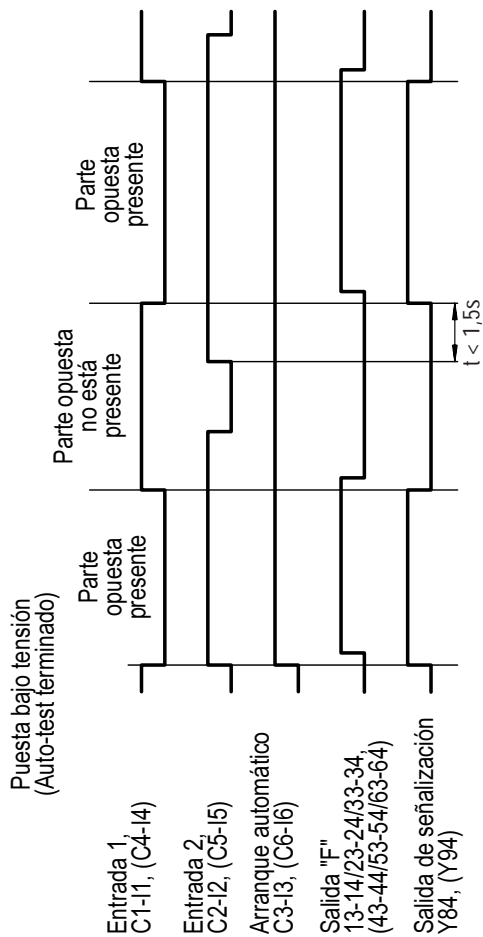 Puesta bajo tensión
(Auto-test terminado)
Parte
opuesta
presente
Parte opuesta
no está
presente
Parte
opuesta
presente
Entrada 1,
C1-I1, (C4-I4)
Entrada 2
C2-I2, (C5-I5)
Arranque automático
C3-I3, (C6-I6)
Salida "F"
13-14/23-24/33-34,
(43-44/53-54/63-64)
Salida de señalización
Y84, (Y94)
t < 1,5s